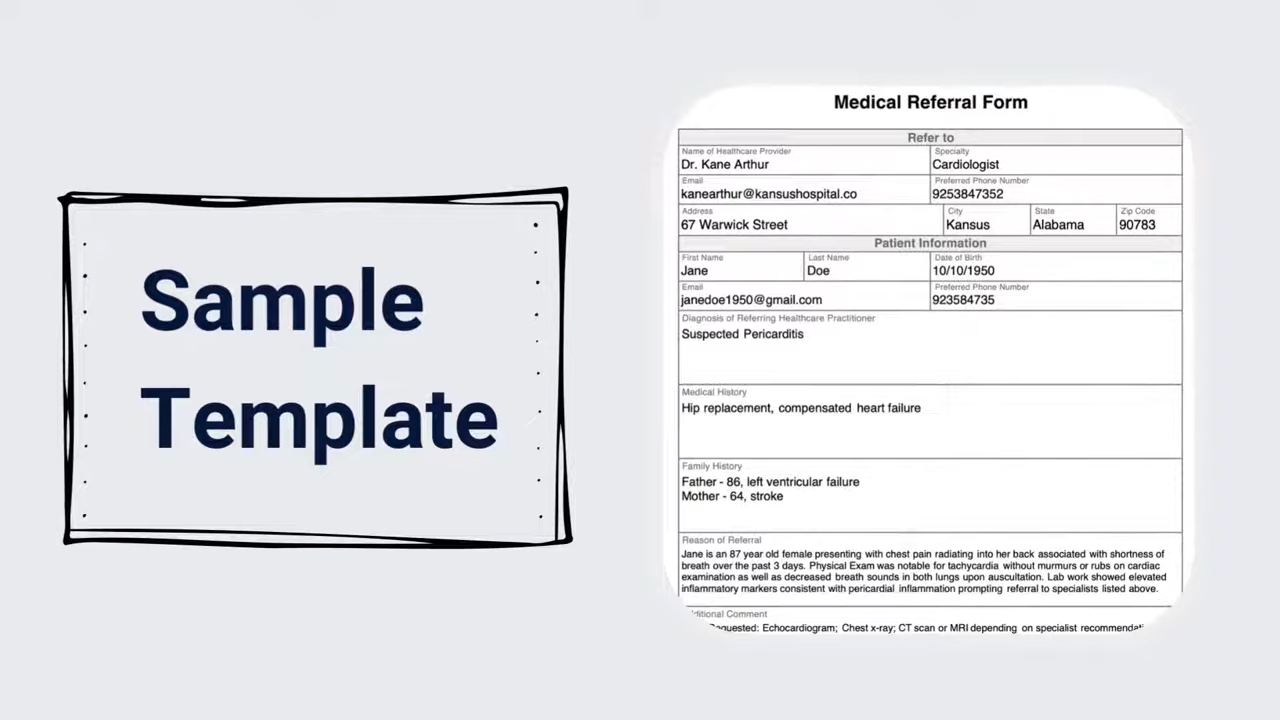 Sample
Template
Medical Referral Form
Refer to
Name of Healthcare Provider
Specialty
Dr. Kane Arthur
Cardiologist
Email
Preferred Phone Number
kanearthur@kansushospital.co
9253847352
Address
City
State
Zip Code
67 Warwick Street
Kansus
Alabama
90783
Patient Information
First Name
Last Name
Date of Birth
Jane
Doe
10/10/1950
Email
Preferred Phone Number
janedoe1950@gmail.com
923584735
Diagnosis of Referring Healthcare Practitioner
Suspected Pericarditis
Medical History
Hip replacement, compensated heart failure
Family History
Father - 86, left ventricular failure
Mother - 64, stroke
Reason of Referral
Jane is an 87 year old female presenting with chest pain radiating into her back associated with shortness of
breath over the past 3 days. Physical Exam was notable for tachycardia without murmurs or rubs on cardiac
examination as well as decreased breath sounds in both lungs upon auscultation. Lab work showed elevated
inflammatory markers consistent with pericardial inflammation prompting referral to specialists listed above.
Comment
Echocardiogram; Chest x-ray; CT scan or MRI depending on specialist